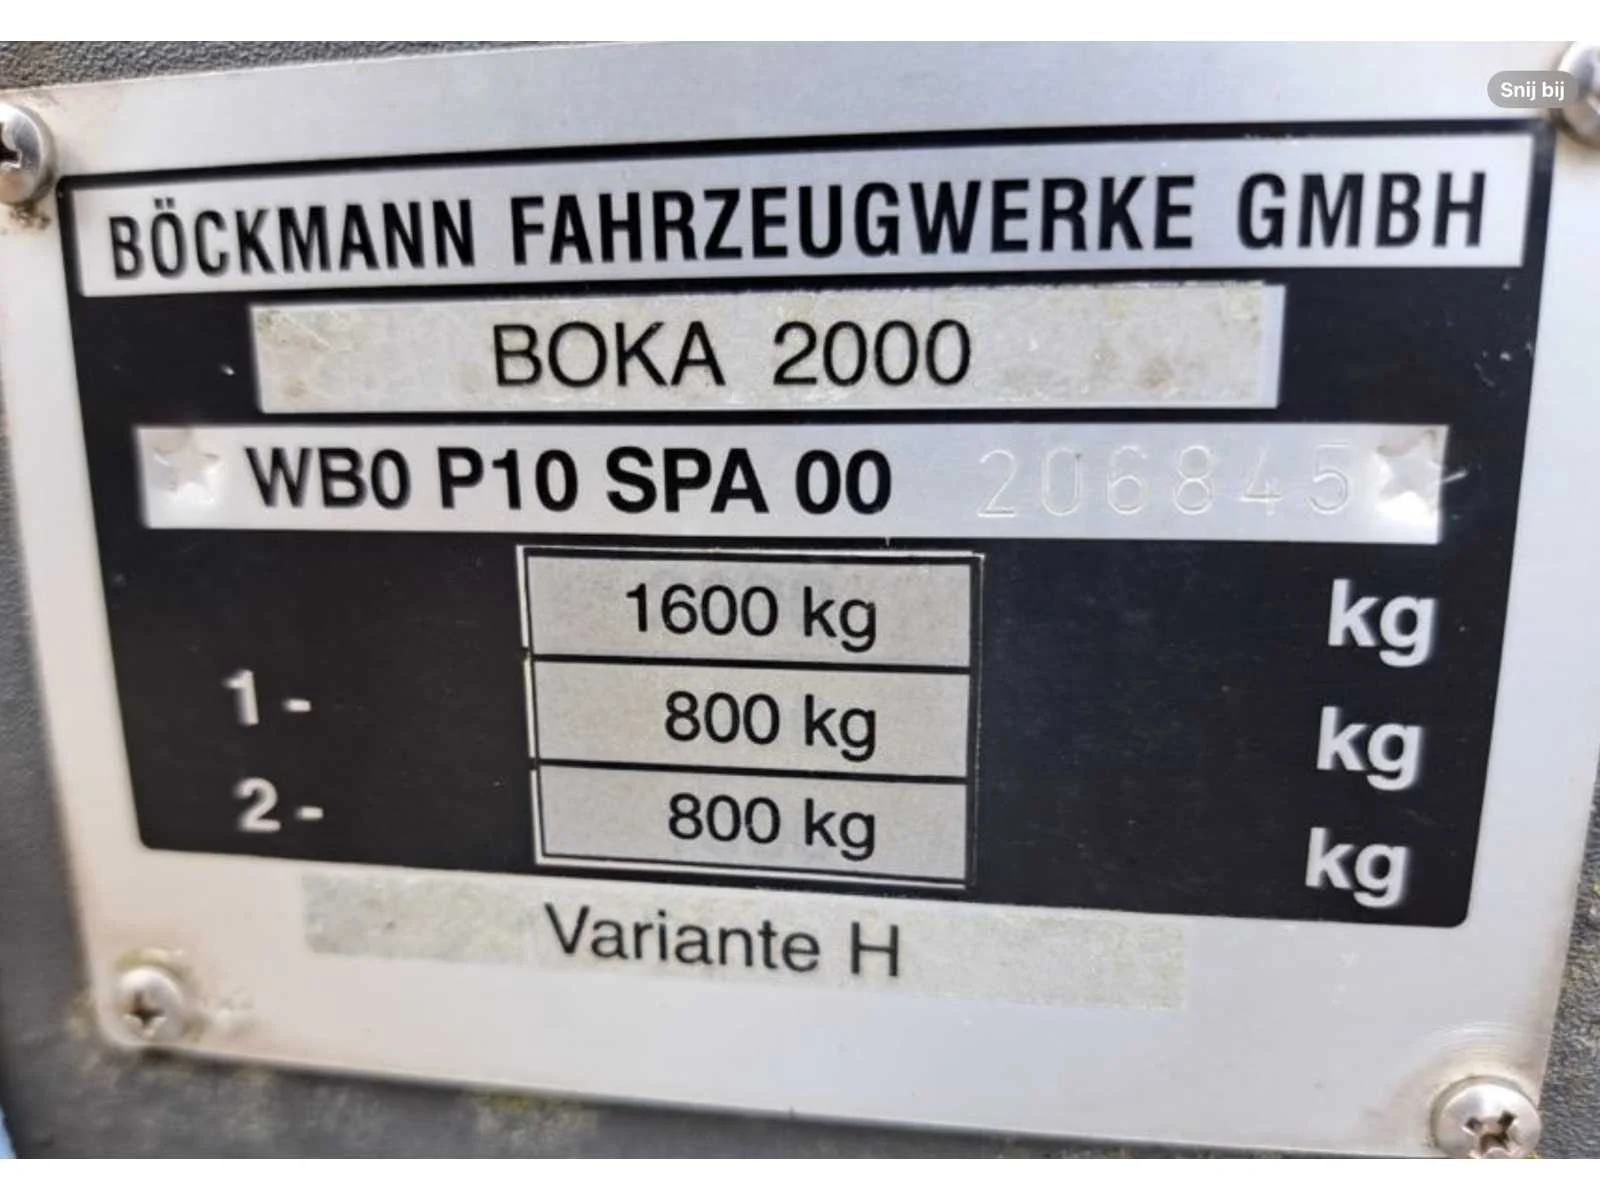 Snij bij
BÖCKMANN FAHRZEUGWERKE GMBH
BOKA 2000
WB0 P10 SPA 00 206845
1600 kg kg
1- 800 kg kg
2- 800 kg kg
Variante H